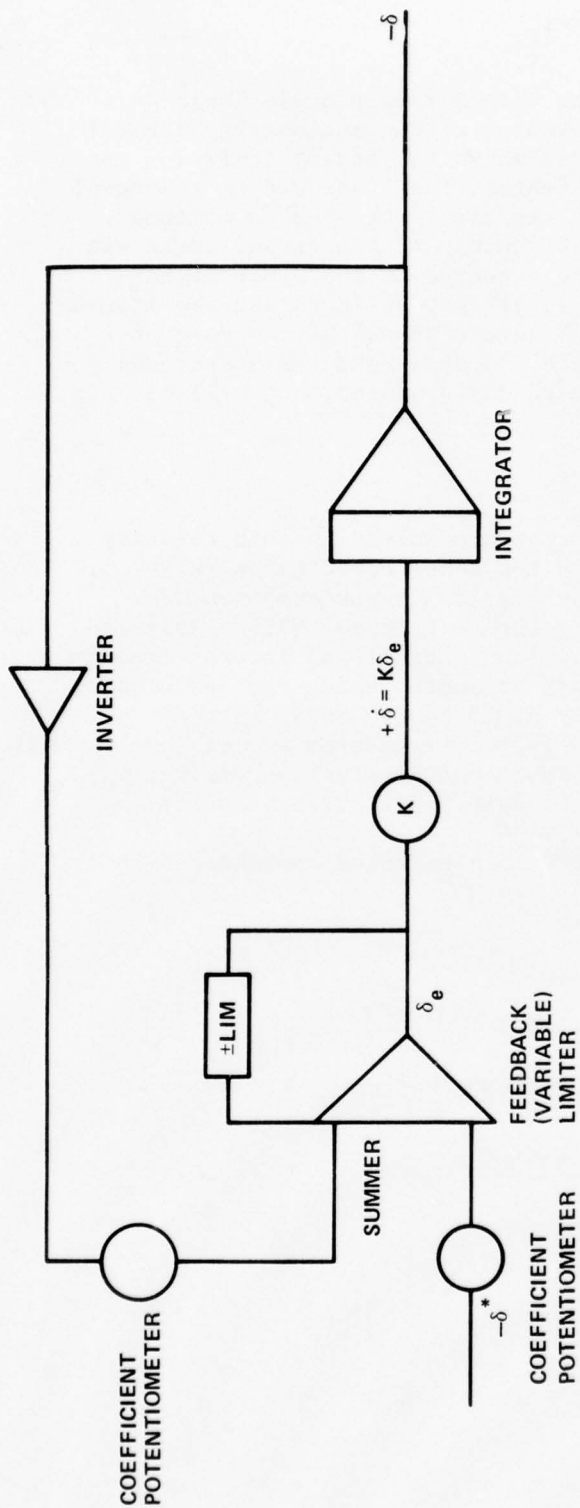 COEFFICIENT
POTENTIOMETER
INVERTER
±LIM
SUMMER
δe
K
+ δ̇ = Kδe
INTEGRATOR
−δ
−δ*
COEFFICIENT
POTENTIOMETER
FEEDBACK
(VARIABLE)
LIMITER